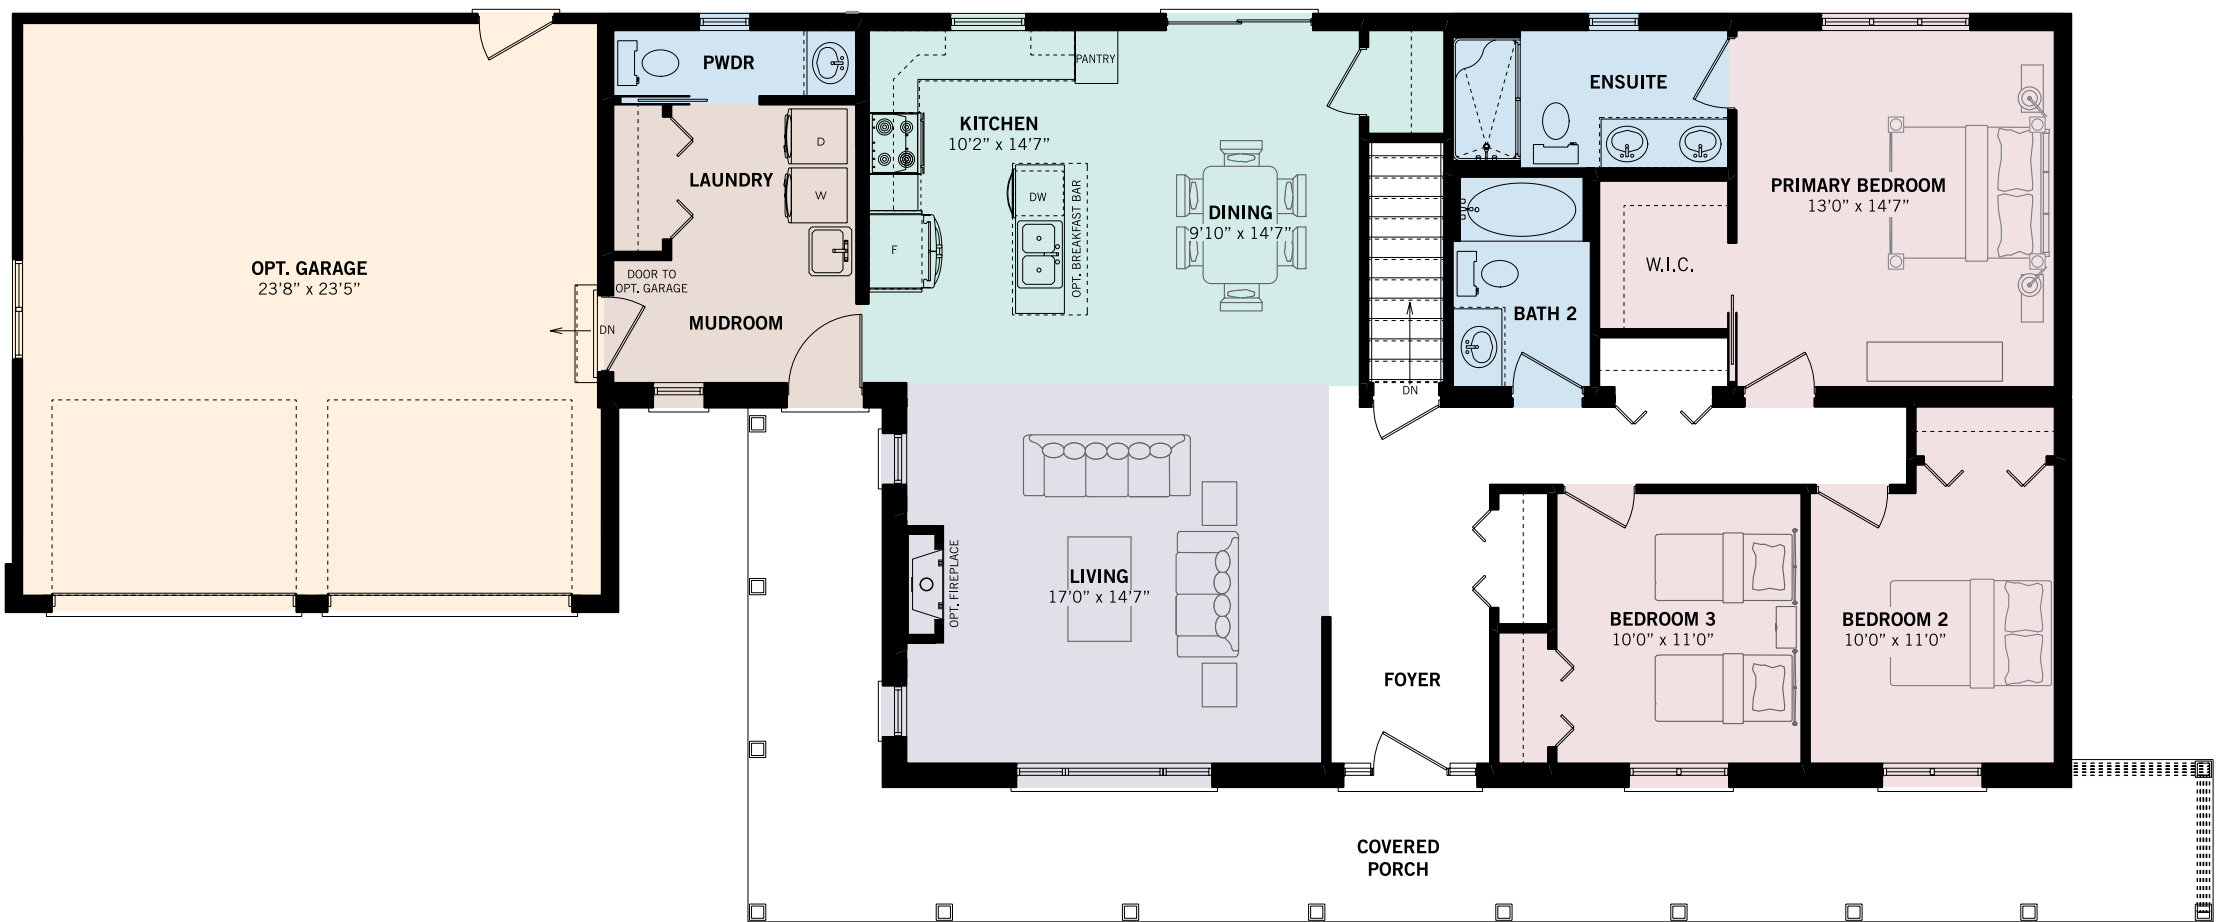 PWDR
PANTRY
ENSUITE
KITCHEN
10'2" x 14'7"
D
LAUNDRY
W
DW
OPT. BREAKFAST BAR
DINING
9'10" x 14'7"
PRIMARY BEDROOM
13'0" x 14'7"
F
OPT. GARAGE
23'8" x 23'5"
DOOR TO
OPT. GARAGE
W.I.C.
MUDROOM
DN
BATH 2
DN
LIVING
17'0" x 14'7"
OPT. FIREPLACE
BEDROOM 3
10'0" x 11'0"
BEDROOM 2
10'0" x 11'0"
FOYER
COVERED
PORCH